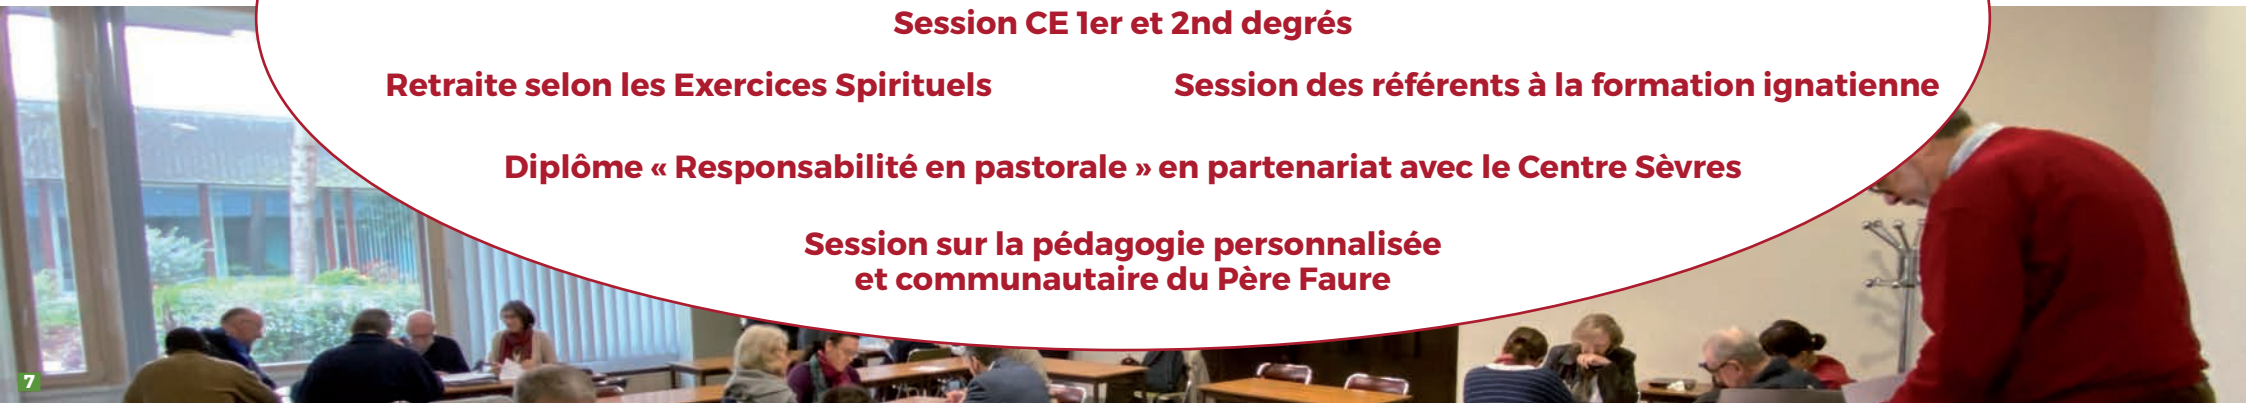 Session CE 1er et 2nd degrés
Retraite selon les Exercices Spirituels
Session des référents à la formation ignatienne
Diplôme « Responsabilité en pastorale » en partenariat avec le Centre Sèvres
Session sur la pédagogie personnalisée
et communautaire du Père Faure
7